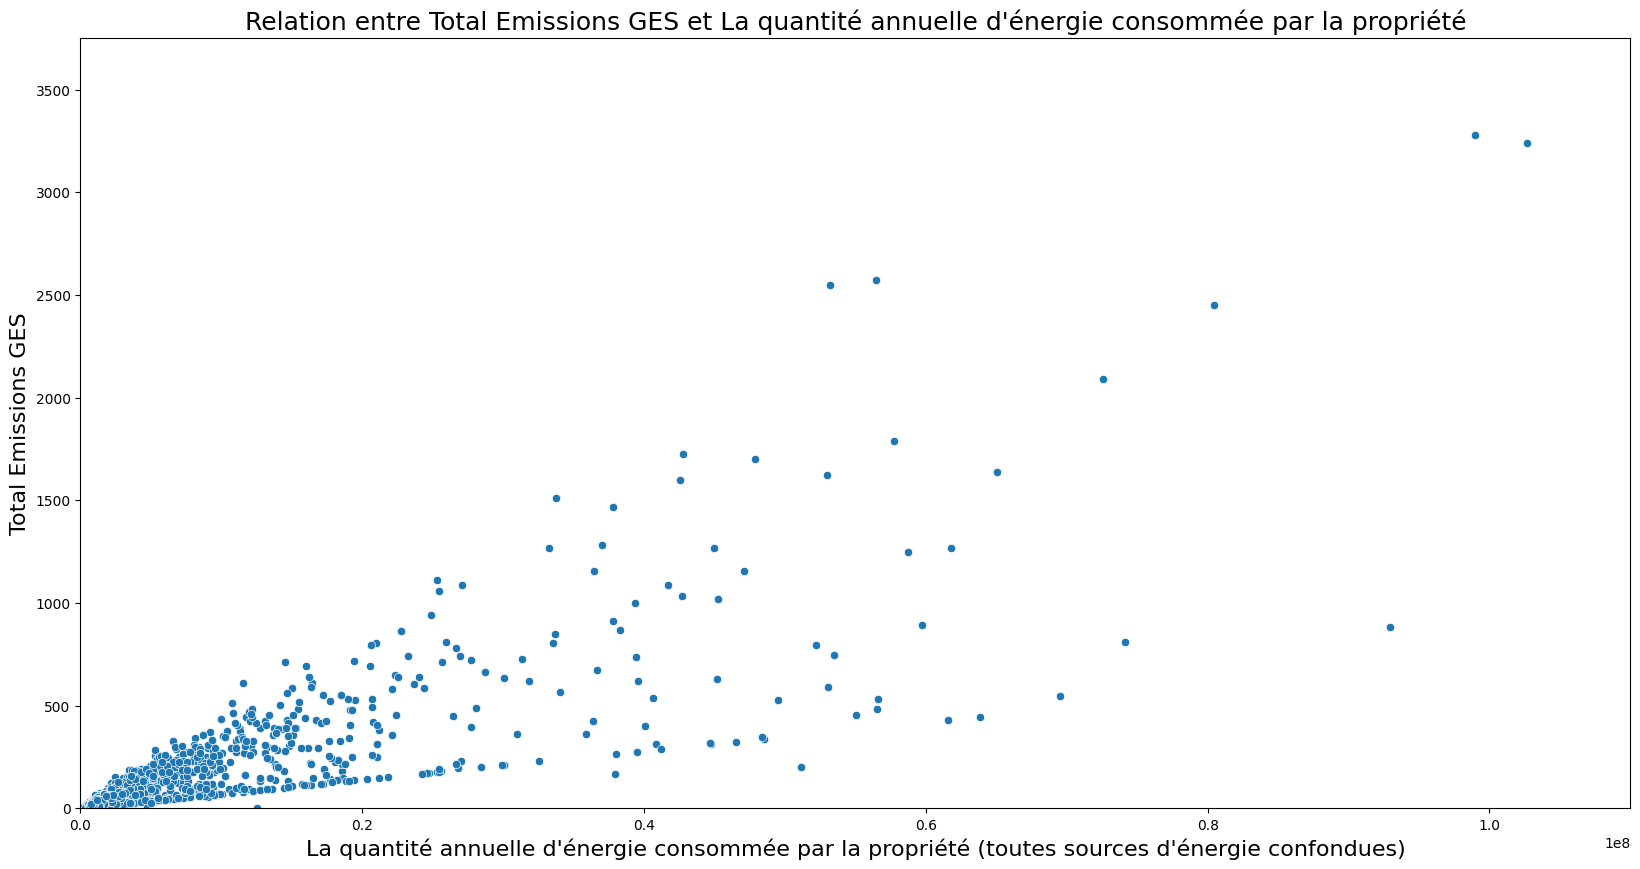 Relation entre Total Emissions GES et La quantité annuelle d'énergie consommée par la propriété
3500
3000
2500
2000
1500
1000
500
0
Total Emissions GES
0.0 0.2 0.4 0.6 0.8 1.0
1e8
La quantité annuelle d'énergie consommée par la propriété (toutes sources d'énergie confondues)